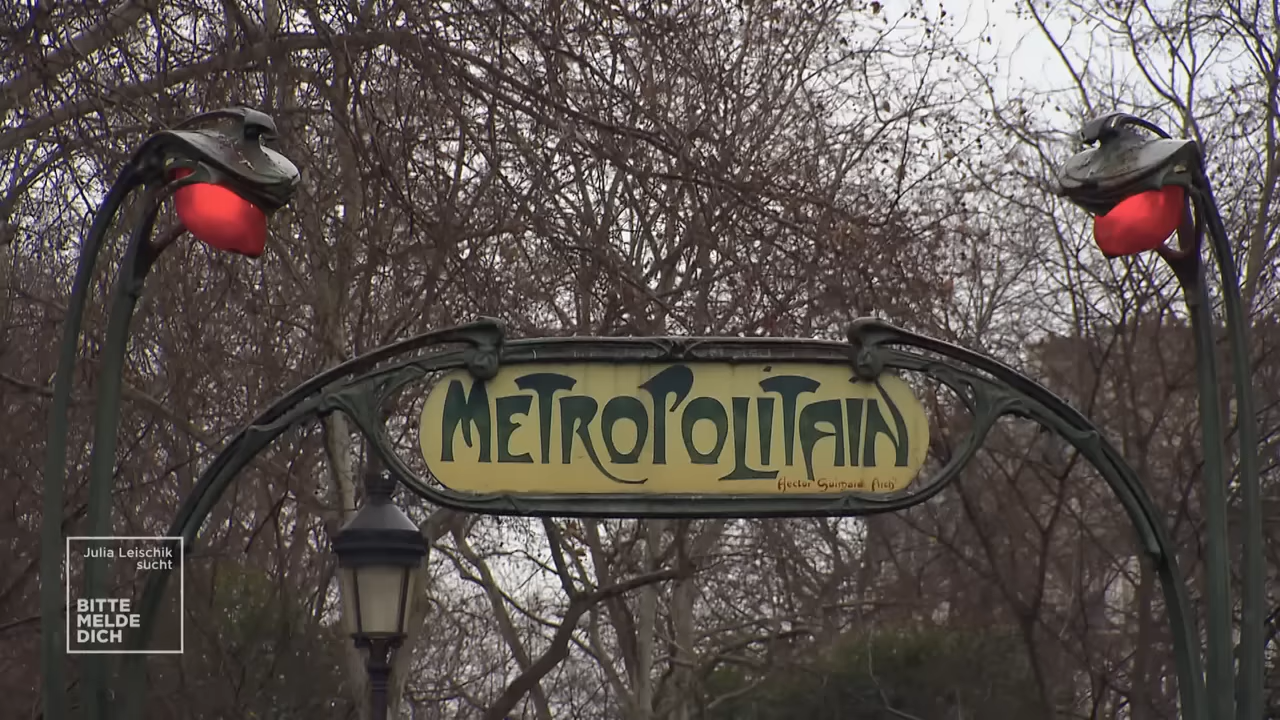 METROPOLITAIN
Hector Guimard Arch^t
Julia Leischik
sucht
BITTE
MELDE
DICH